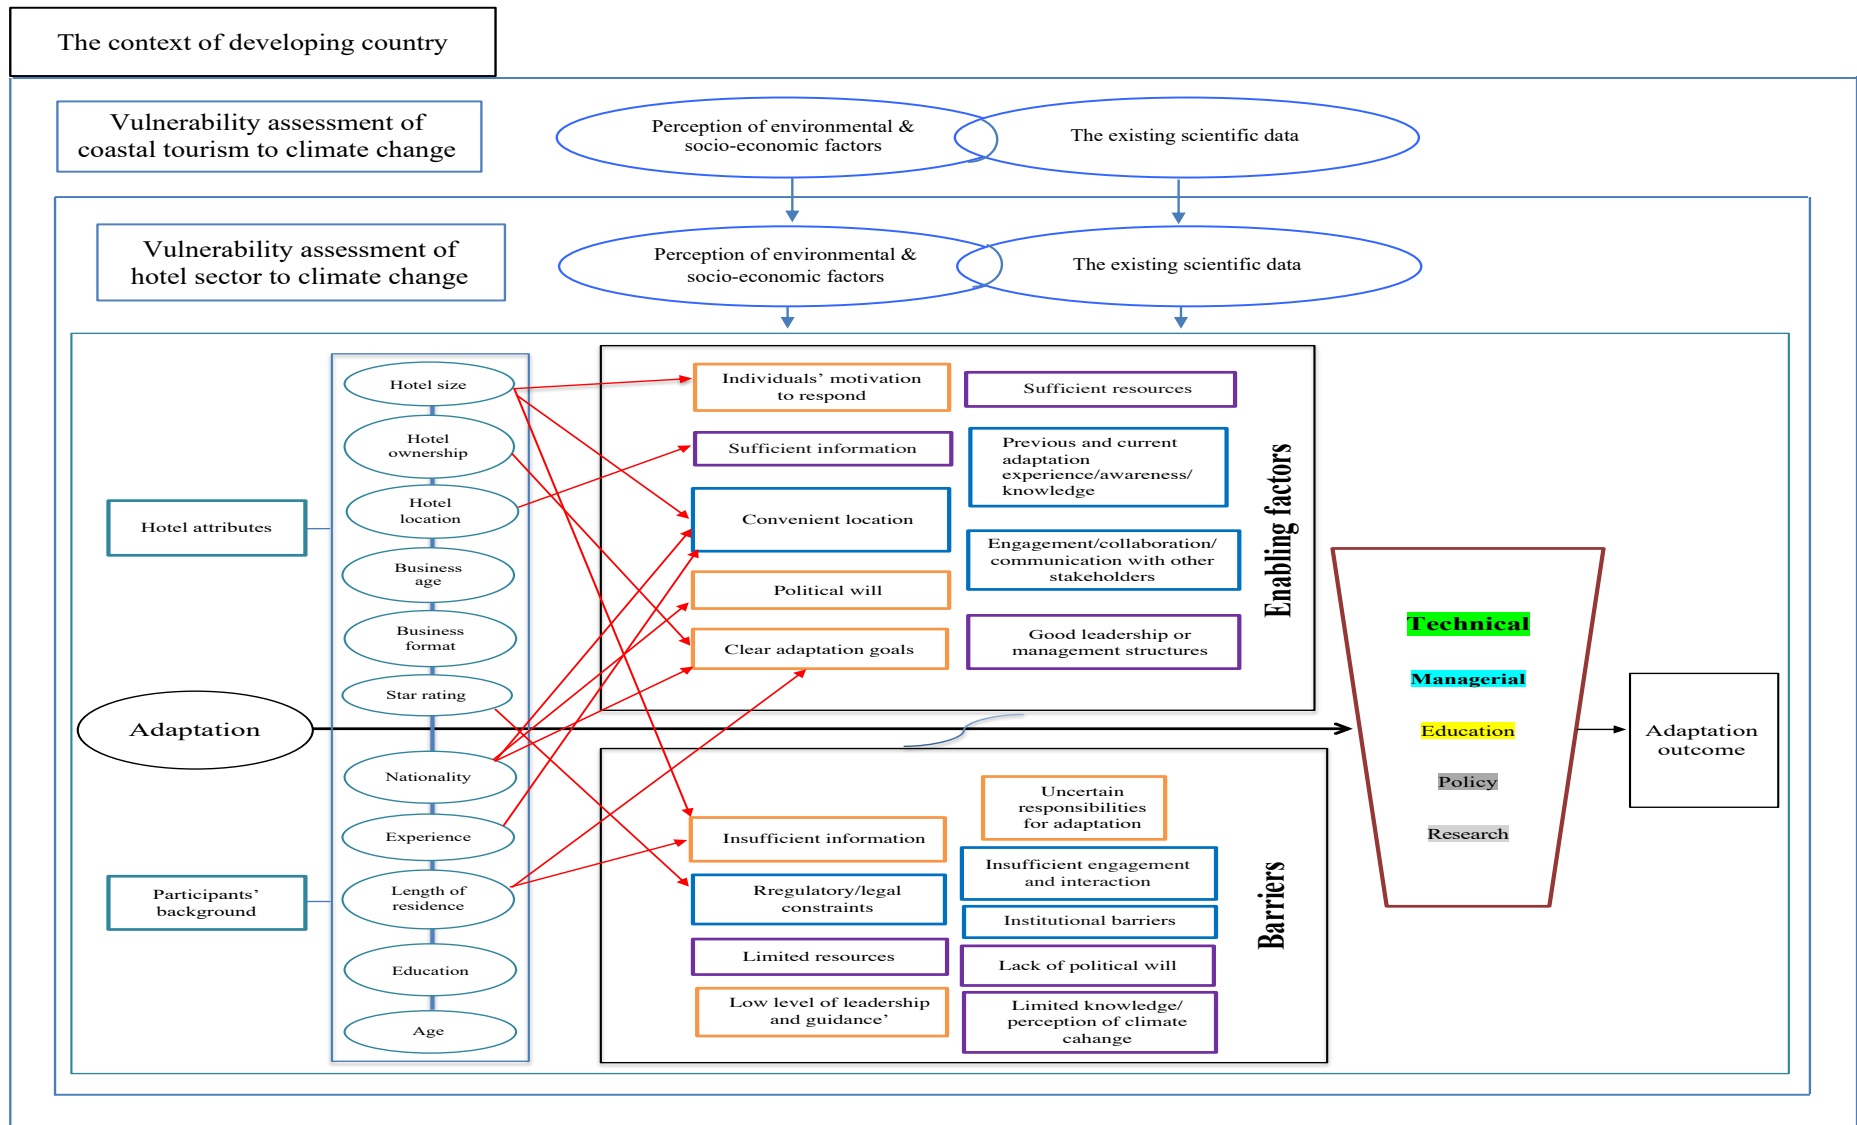 The context of developing country
Vulnerability assessment of
coastal tourism to climate change
Perception of environmental &
socio-economic factors
The existing scientific data
Vulnerability assessment of
hotel sector to climate change
Perception of environmental &
socio-economic factors
The existing scientific data
Hotel attributes
Adaptation
Participants’
background
Hotel size
Hotel
ownership
Hotel
location
Business
age
Business
format
Star rating
Nationality
Experience
Length of
residence
Education
Age
Individuals’ motivation
to respond
Sufficient information
Convenient location
Political will
Clear adaptation goals
Sufficient resources
Previous and current
adaptation
experience/awareness/
knowledge
Engagement/collaboration/
communication with other
stakeholders
Good leadership or
management structures
Enabling factors
Insufficient information
Rregulatory/legal
constraints
Limited resources
Low level of leadership
and guidance’
Uncertain
responsibilities
for adaptation
Insufficient engagement
and interaction
Institutional barriers
Lack of political will
Limited knowledge/
perception of climate
cahange
Barriers
Technical
Managerial
Education
Policy
Research
Adaptation
outcome